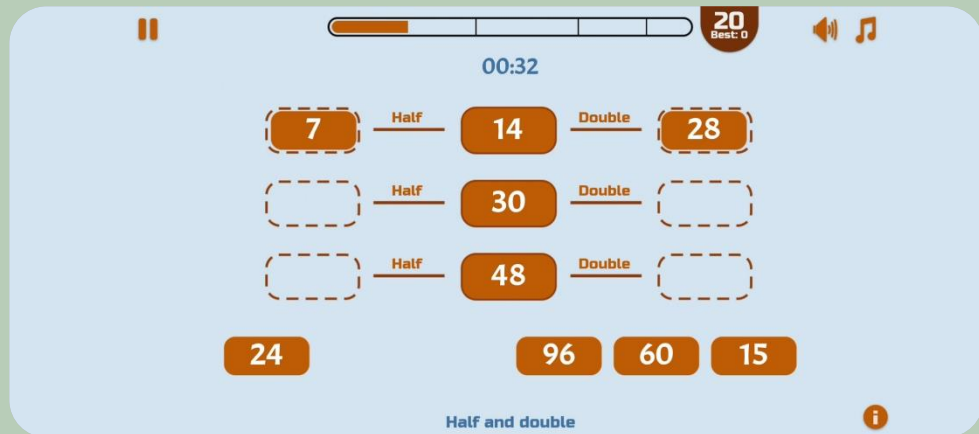 20
Best: 0
00:32
7 Half 14 Double 28
Half 30 Double
Half 48 Double
24 96 60 15
Half and double
i